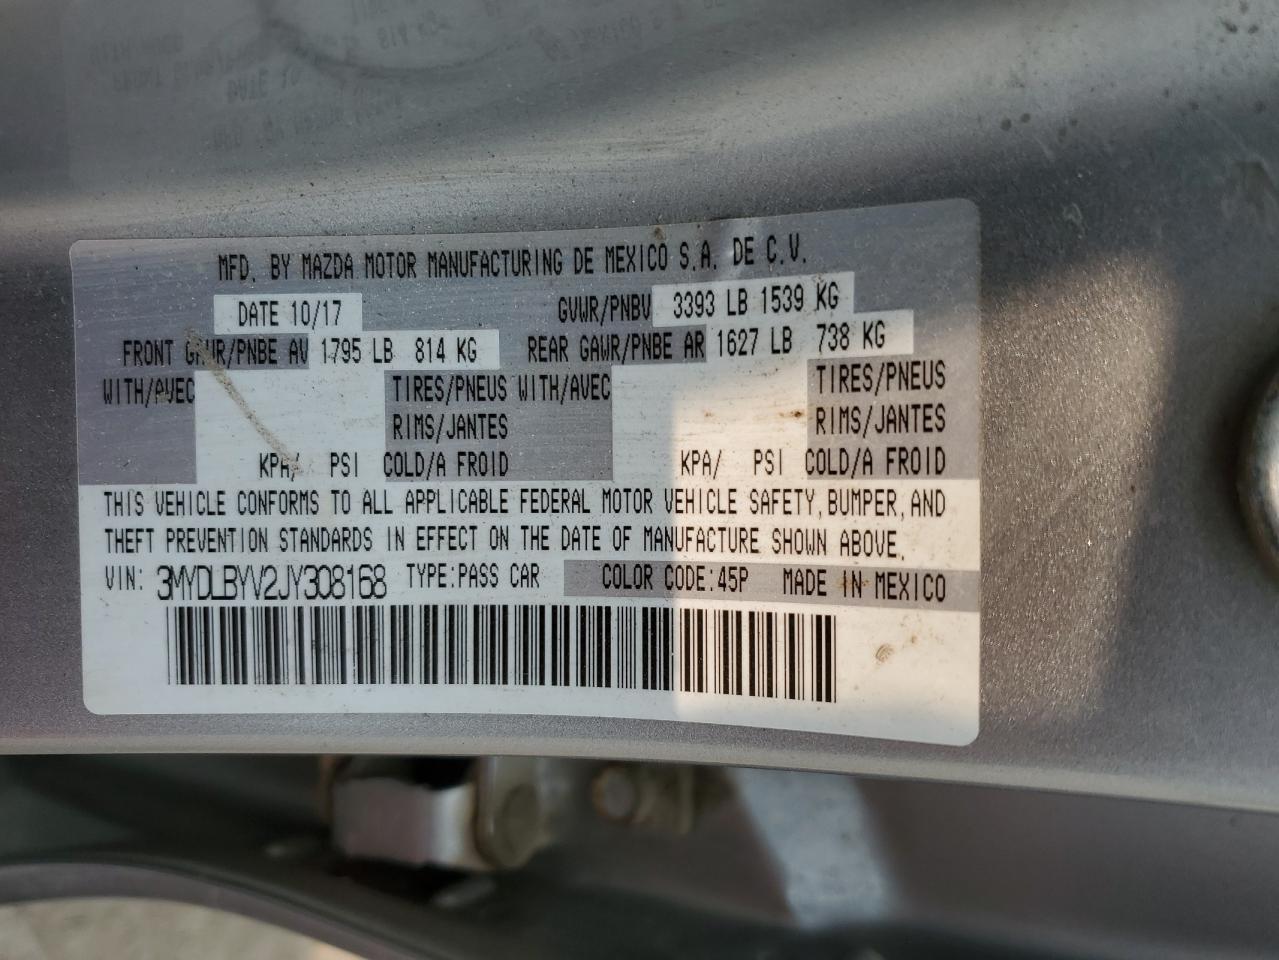 MFD. BY MAZDA MOTOR MANUFACTURING DE MEXICO S.A. DE C.V.
DATE 10/17 GVWR/PNBV 3393 LB 1539 KG
FRONT GAWR/PNBE AV 1795 LB 814 KG REAR GAWR/PNBE AR 1627 LB 738 KG
WITH/AVEC TIRES/PNEUS WITH/AVEC TIRES/PNEUS
RIMS/JANTES RIMS/JANTES
KPA/ PSI COLD/A FROID KPA/ PSI COLD/A FROID
THIS VEHICLE CONFORMS TO ALL APPLICABLE FEDERAL MOTOR VEHICLE SAFETY, BUMPER, AND
THEFT PREVENTION STANDARDS IN EFFECT ON THE DATE OF MANUFACTURE SHOWN ABOVE.
VIN: 3MYDLBYV2JY308168 TYPE:PASS CAR COLOR CODE:45P MADE IN MEXICO